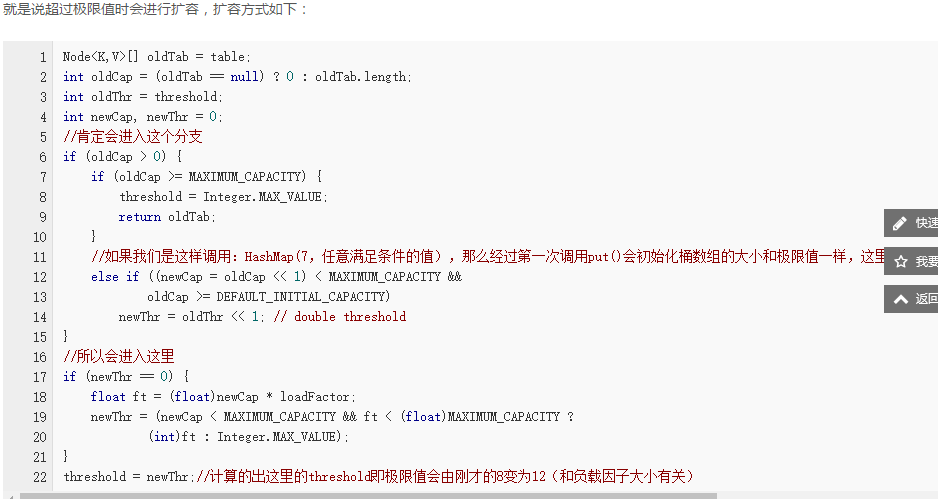 就是说超过极限值时会进行扩容，扩容方式如下：
1 Node<K,V>[] oldTab = table;
2 int oldCap = (oldTab == null) ? 0 : oldTab.length;
3 int oldThr = threshold;
4 int newCap, newThr = 0;
5 //肯定会进入这个分支
6 if (oldCap > 0) {
7 if (oldCap >= MAXIMUM_CAPACITY) {
8 threshold = Integer.MAX_VALUE;
9 return oldTab;
10 }
11 //如果我们是这样调用：HashMap(7，任意满足条件的值），那么经过第一次调用put()会初始化桶数组的大小和极限值一样，这里
12 else if ((newCap = oldCap << 1) < MAXIMUM_CAPACITY &&
13 oldCap >= DEFAULT_INITIAL_CAPACITY)
14 newThr = oldThr << 1; // double threshold
15 }
16 //所以会进入这里
17 if (newThr == 0) {
18 float ft = (float)newCap * loadFactor;
19 newThr = (newCap < MAXIMUM_CAPACITY && ft < (float)MAXIMUM_CAPACITY ?
20 (int)ft : Integer.MAX_VALUE);
21 }
22 threshold = newThr;//计算的出这里的threshold即极限值会由刚才的8变为12（和负载因子大小有关）
快速
我要
返回